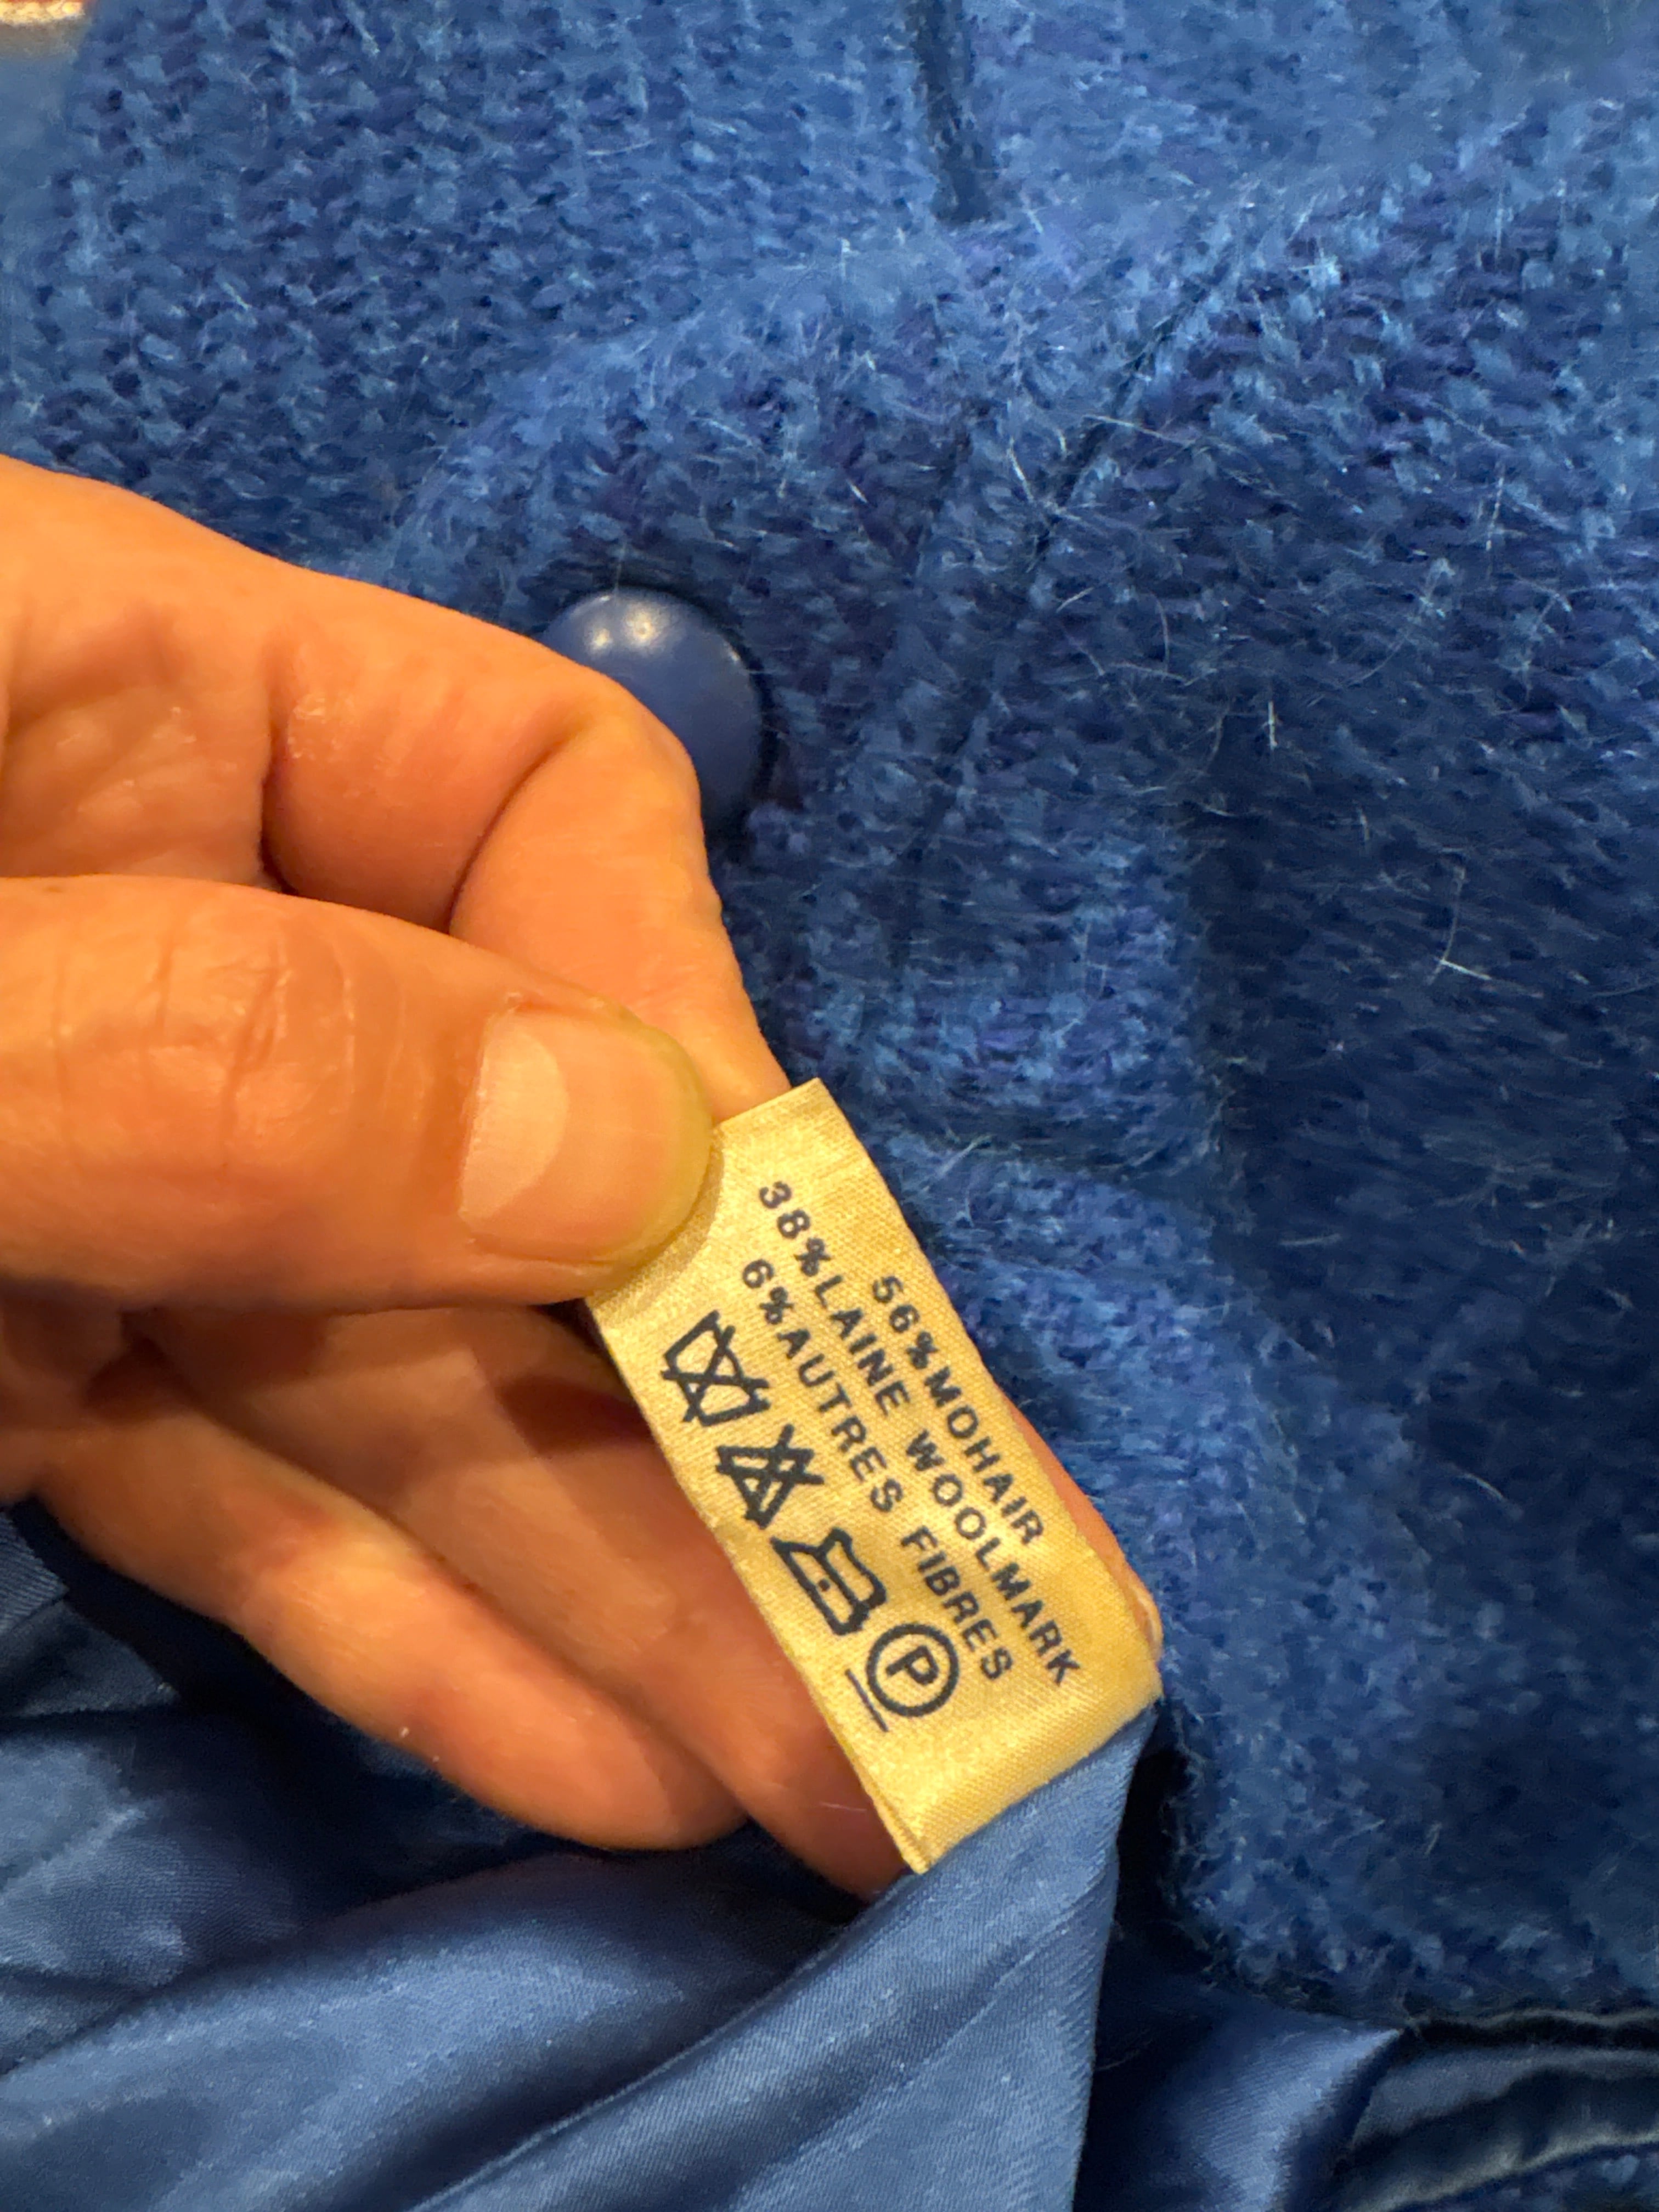 56%MOHAIR
38%LAINE WOOLMARK
6%AUTRES FIBRES
P